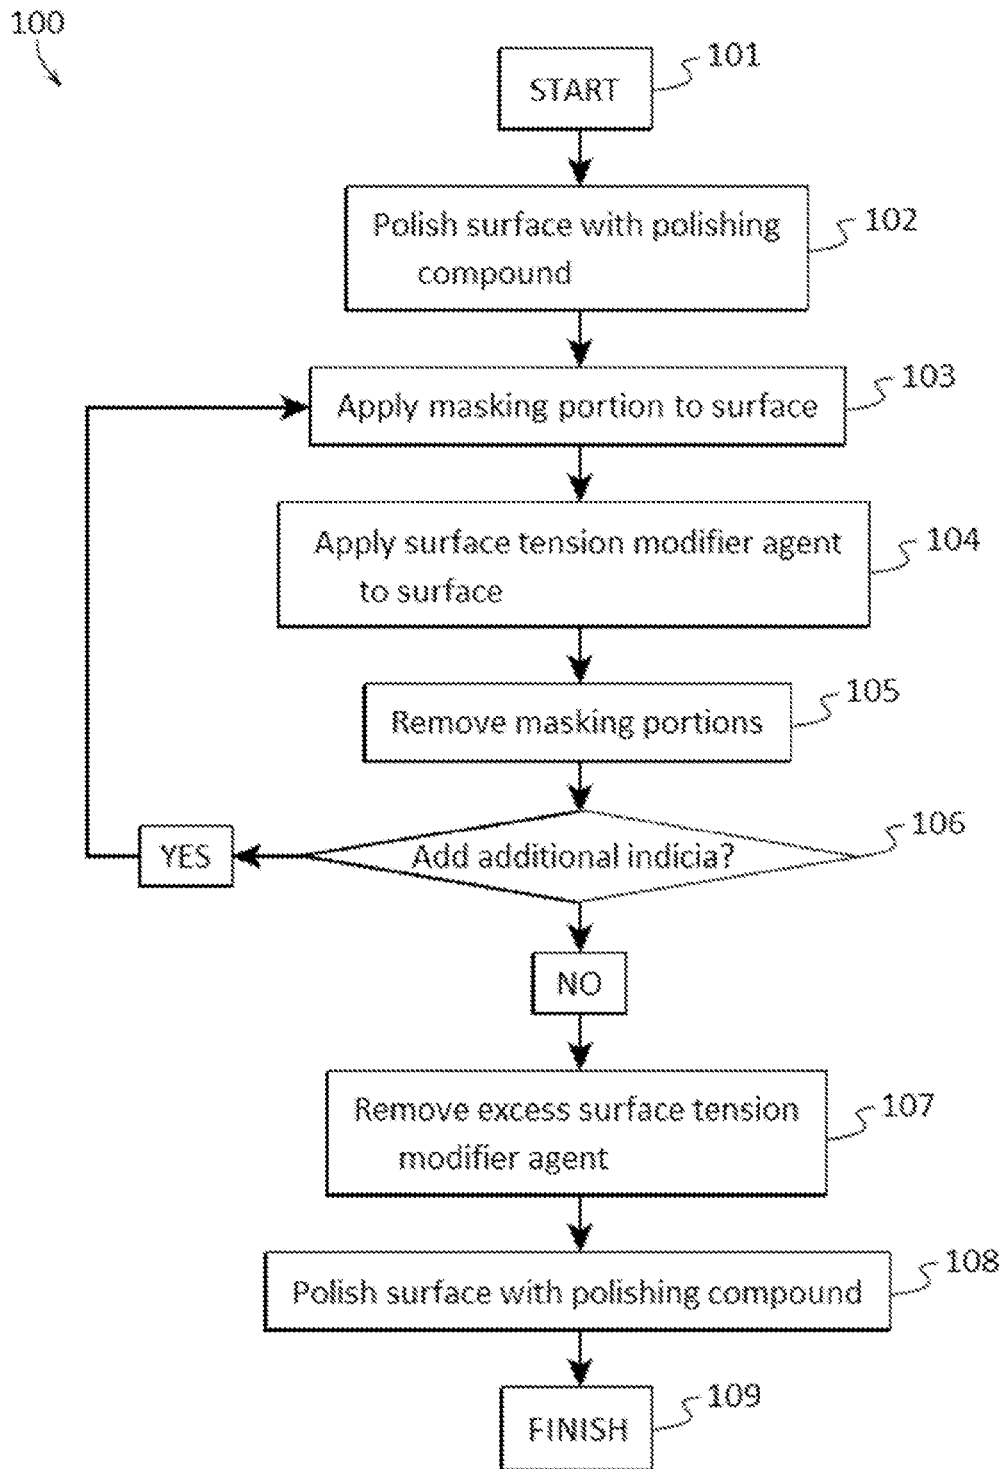 100
101
START
102
Polish surface with polishing
compound
103
Apply masking portion to surface
104
Apply surface tension modifier agent
to surface
105
Remove masking portions
106
YES
Add additional indicia?
NO
107
Remove excess surface tension
modifier agent
108
Polish surface with polishing compound
109
FINISH